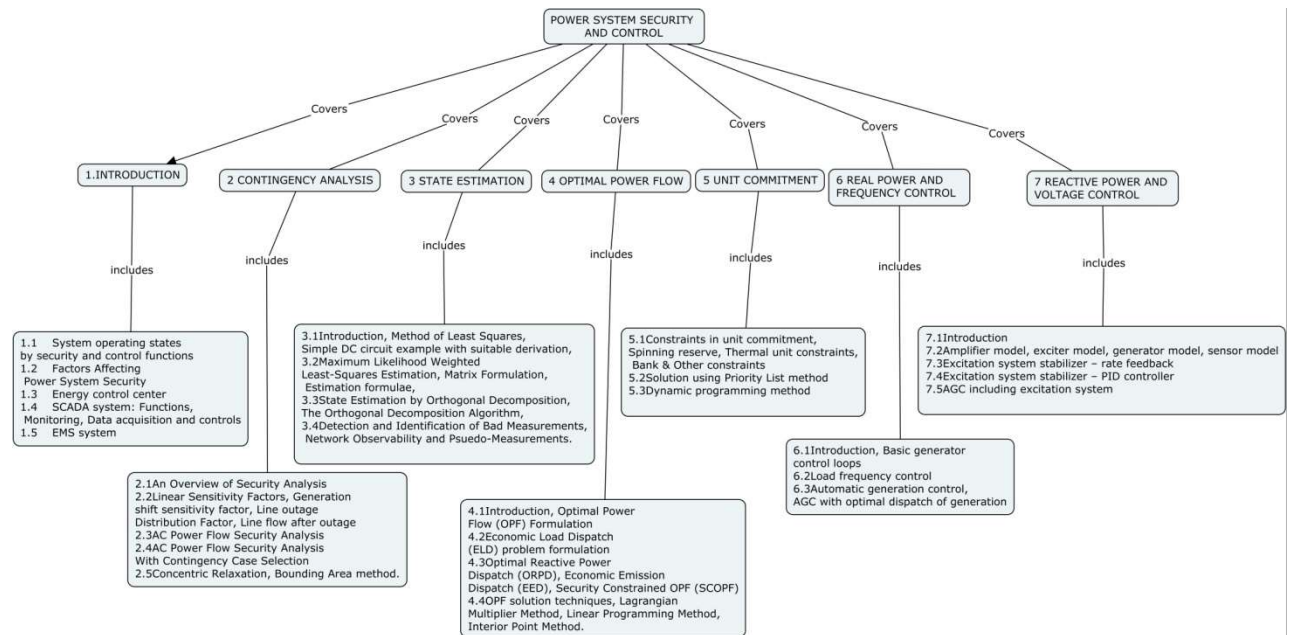 POWER SYSTEM SECURITY
AND CONTROL
Covers
Covers
Covers
Covers
Covers
Covers
Covers
1.INTRODUCTION
2 CONTINGENCY ANALYSIS
3 STATE ESTIMATION
4 OPTIMAL POWER FLOW
5 UNIT COMMITMENT
6 REAL POWER AND
FREQUENCY CONTROL
7 REACTIVE POWER AND
VOLTAGE CONTROL
includes
includes
includes
includes
includes
includes
includes
1.1 System operating states
by security and control functions
1.2 Factors Affecting
Power System Security
1.3 Energy control center
1.4 SCADA system: Functions,
Monitoring, Data acquisition and controls
1.5 EMS system
2.1An Overview of Security Analysis
2.2Linear Sensitivity Factors, Generation
shift sensitivity factor, Line outage
Distribution Factor, Line flow after outage
2.3AC Power Flow Security Analysis
2.4AC Power Flow Security Analysis
With Contingency Case Selection
2.5Concentric Relaxation, Bounding Area method.
3.1Introduction, Method of Least Squares,
Simple DC circuit example with suitable derivation,
3.2Maximum Likelihood Weighted
Least-Squares Estimation, Matrix Formulation,
Estimation formulae,
3.3State Estimation by Orthogonal Decomposition,
The Orthogonal Decomposition Algorithm,
3.4Detection and Identification of Bad Measurements,
Network Observability and Psuedo-Measurements.
4.1Introduction, Optimal Power
Flow (OPF) Formulation
4.2Economic Load Dispatch
(ELD) problem formulation
4.3Optimal Reactive Power
Dispatch (ORPD), Economic Emission
Dispatch (EED), Security Constrained OPF (SCOPF)
4.4OPF solution techniques, Lagrangian
Multiplier Method, Linear Programming Method,
Interior Point Method.
5.1Constraints in unit commitment,
Spinning reserve, Thermal unit constraints,
Bank & Other constraints
5.2Solution using Priority List method
5.3Dynamic programming method
6.1Introduction, Basic generator
control loops
6.2Load frequency control
6.3Automatic generation control,
AGC with optimal dispatch of generation
7.1Introduction
7.2Amplifier model, exciter model, generator model, sensor model
7.3Excitation system stabilizer – rate feedback
7.4Excitation system stabilizer – PID controller
7.5AGC including excitation system